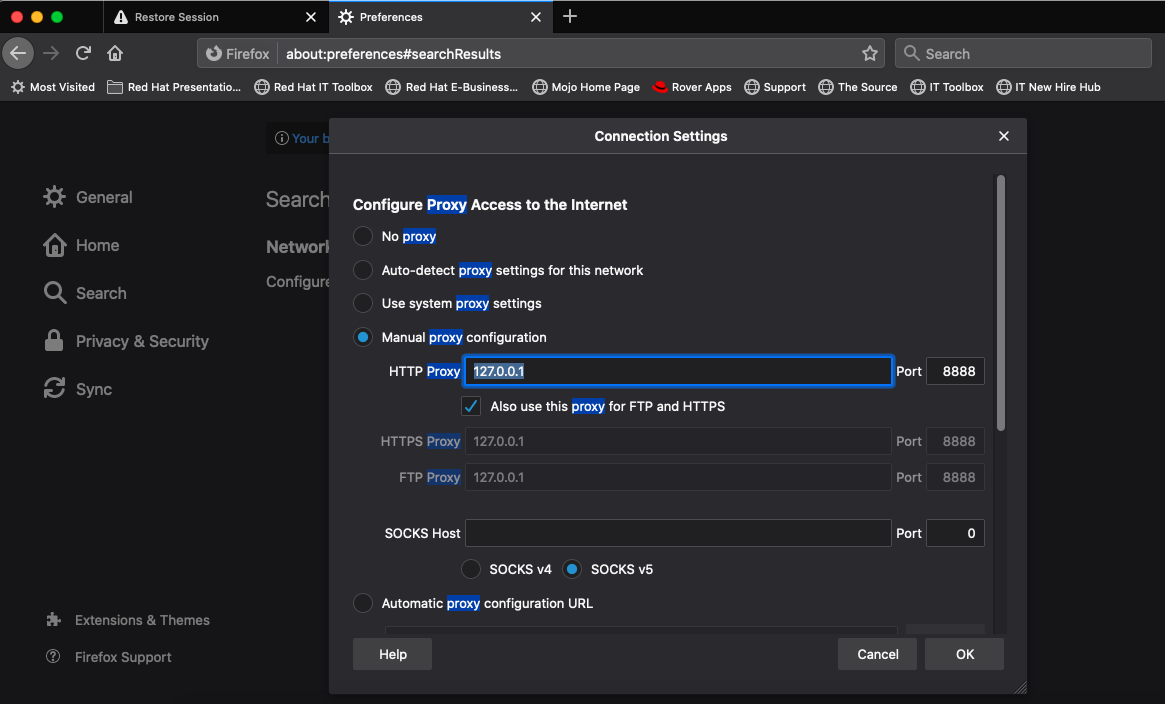 Restore Session
Preferences
Firefox
about:preferences#searchResults
Search
Most Visited
Red Hat Presentatio...
Red Hat IT Toolbox
Red Hat E-Business...
Mojo Home Page
Rover Apps
Support
The Source
IT Toolbox
IT New Hire Hub
Your b
Connection Settings
General
Home
Search
Privacy & Security
Sync
Extensions & Themes
Firefox Support
Search
Network
Configure
Configure Proxy Access to the Internet
No proxy
Auto-detect proxy settings for this network
Use system proxy settings
Manual proxy configuration
HTTP Proxy 127.0.0.1 Port 8888
Also use this proxy for FTP and HTTPS
HTTPS Proxy 127.0.0.1 Port 8888
FTP Proxy 127.0.0.1 Port 8888
SOCKS Host Port 0
SOCKS v4 SOCKS v5
Automatic proxy configuration URL
Help Cancel OK